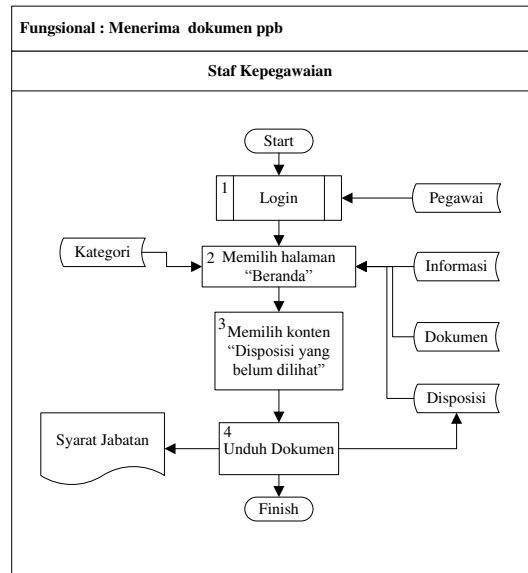 Fungsional : Menerima dokumen ppb
Staf Kepegawaian
Start
1
Login
Pegawai
Kategori
2 Memilih halaman
“Beranda”
Informasi
3
Memilih konten
“Disposisi yang
belum dilihat”
Dokumen
Disposisi
4
Unduh Dokumen
Syarat Jabatan
Finish